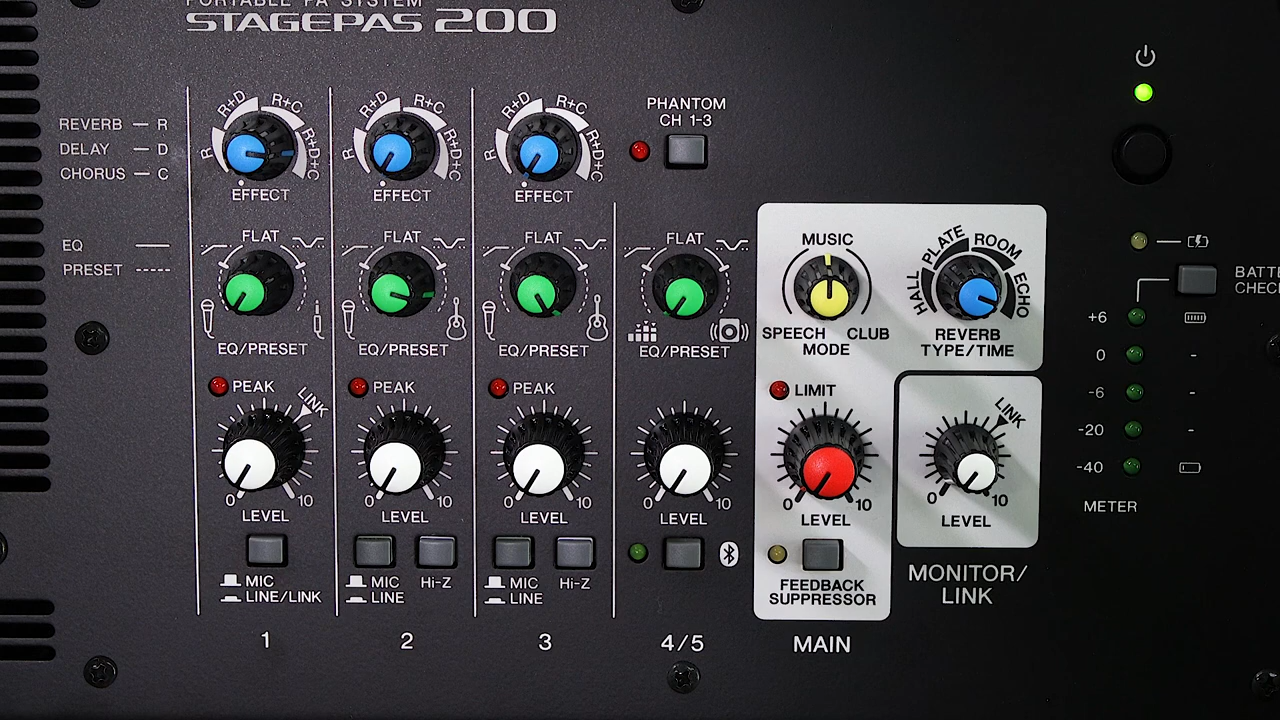 PORTABLE PA SYSTEM
STAGEPAS 200
REVERB — R
DELAY — D
CHORUS — C
EQ
PRESET
R R+D R+C R+D+C
EFFECT
R R+D R+C R+D+C
EFFECT
R R+D R+C R+D+C
EFFECT
PHANTOM
CH 1-3
FLAT
EQ/PRESET
FLAT
EQ/PRESET
FLAT
EQ/PRESET
FLAT
EQ/PRESET
MUSIC
SPEECH CLUB
MODE
HALL PLATE ROOM ECHO
REVERB
TYPE/TIME
PEAK
LINK
0 10
LEVEL
PEAK
0 10
LEVEL
PEAK
0 10
LEVEL
0 10
LEVEL
LIMIT
0 10
LEVEL
LINK
0 10
LEVEL
MIC
LINE/LINK
MIC
LINE
Hi-Z
MIC
LINE
Hi-Z
FEEDBACK
SUPPRESSOR
MONITOR/
LINK
1
2
3
4/5
MAIN
+6
0 -
-6 -
-20 -
-40
METER